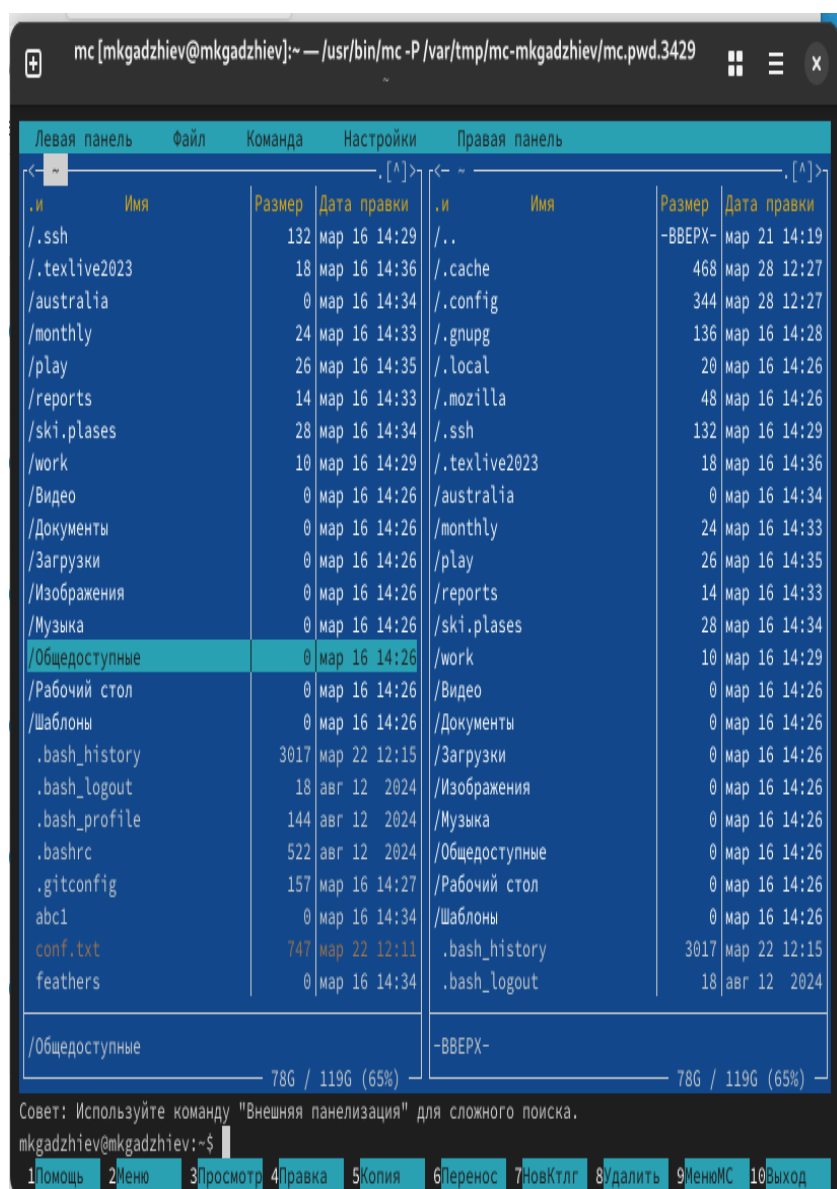 mc [mkgadzhiev@mkgadzhiev]:~ — /usr/bin/mc -P /var/tmp/mc-mkgadzhiev/mc.pwd.3429
~
Левая панель Файл Команда Настройки Правая панель
<— ~ .[^]> <— ~ .[^]>
.и Имя Размер Дата правки .и Имя Размер Дата правки
/.ssh 132 мар 16 14:29 /.. -ВВЕРХ- мар 21 14:19
/.texlive2023 18 мар 16 14:36 /.cache 468 мар 28 12:27
/australia 0 мар 16 14:34 /.config 344 мар 28 12:27
/monthly 24 мар 16 14:33 /.gnupg 136 мар 16 14:28
/play 26 мар 16 14:35 /.local 20 мар 16 14:26
/reports 14 мар 16 14:33 /.mozilla 48 мар 16 14:26
/ski.plases 28 мар 16 14:34 /.ssh 132 мар 16 14:29
/work 10 мар 16 14:29 /.texlive2023 18 мар 16 14:36
/Видео 0 мар 16 14:26 /australia 0 мар 16 14:34
/Документы 0 мар 16 14:26 /monthly 24 мар 16 14:33
/Загрузки 0 мар 16 14:26 /play 26 мар 16 14:35
/Изображения 0 мар 16 14:26 /reports 14 мар 16 14:33
/Музыка 0 мар 16 14:26 /ski.plases 28 мар 16 14:34
/Общедоступные 0 мар 16 14:26 /work 10 мар 16 14:29
/Рабочий стол 0 мар 16 14:26 /Видео 0 мар 16 14:26
/Шаблоны 0 мар 16 14:26 /Документы 0 мар 16 14:26
.bash_history 3017 мар 22 12:15 /Загрузки 0 мар 16 14:26
.bash_logout 18 авг 12 2024 /Изображения 0 мар 16 14:26
.bash_profile 144 авг 12 2024 /Музыка 0 мар 16 14:26
.bashrc 522 авг 12 2024 /Общедоступные 0 мар 16 14:26
.gitconfig 157 мар 16 14:27 /Рабочий стол 0 мар 16 14:26
abc1 0 мар 16 14:34 /Шаблоны 0 мар 16 14:26
conf.txt 747 мар 22 12:11 .bash_history 3017 мар 22 12:15
feathers 0 мар 16 14:34 .bash_logout 18 авг 12 2024
/Общедоступные -ВВЕРХ-
78G / 119G (65%) 78G / 119G (65%)
Совет: Используйте команду "Внешняя панелизация" для сложного поиска.
mkgadzhiev@mkgadzhiev:~$
1Помощь 2Меню 3Просмотр 4Правка 5Копия 6Перенос 7НовКтлг 8Удалить 9МенюMC 10Выход